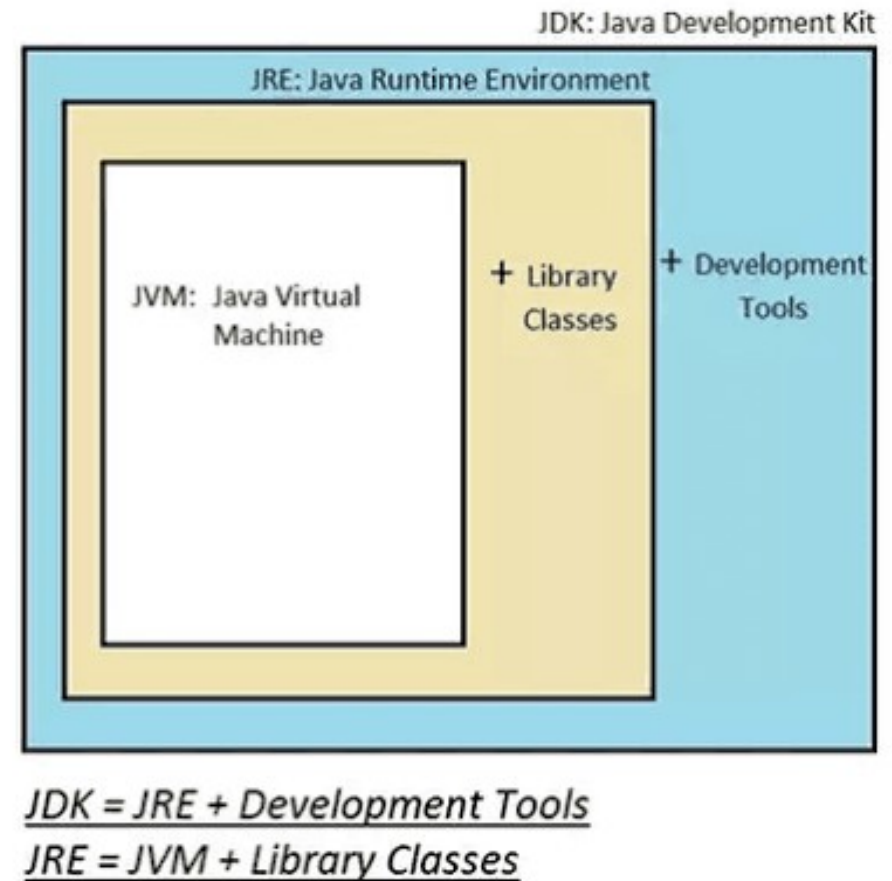 JDK: Java Development Kit
JRE: Java Runtime Environment
JVM: Java Virtual
Machine
+ Library
Classes
+ Development
Tools
JDK = JRE + Development Tools
JRE = JVM + Library Classes